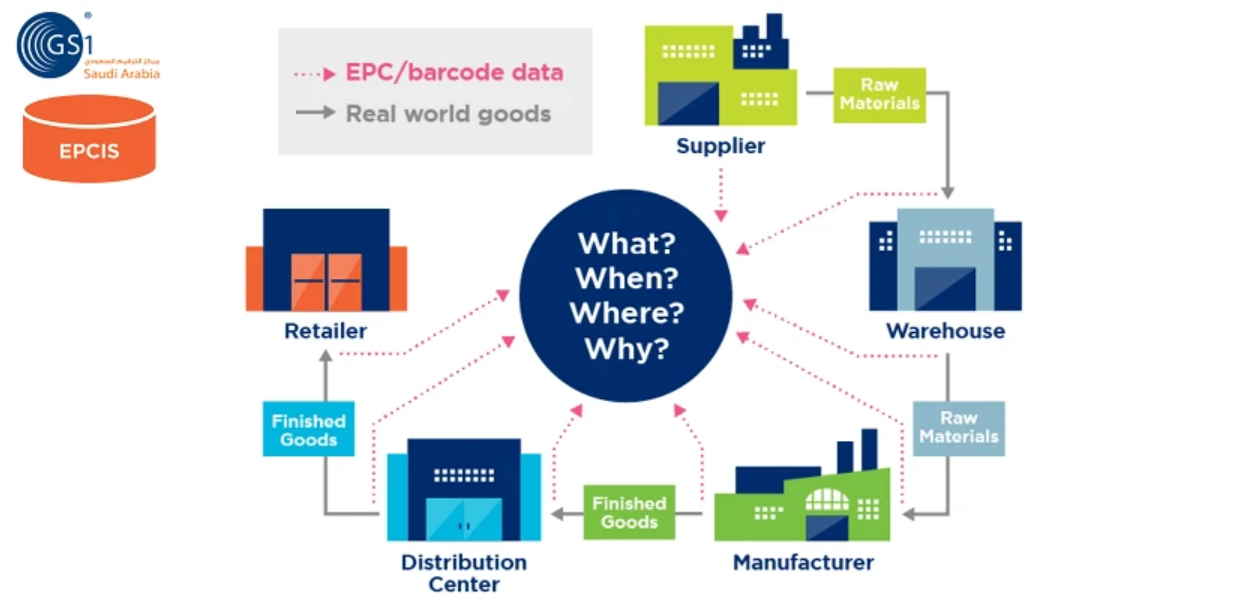 GS1
®
مركز الترقيم السعودي
Saudi Arabia
EPCIS
EPC/barcode data
Real world goods
Supplier
Raw
Materials
What?
When?
Where?
Why?
Retailer
Warehouse
Finished
Goods
Raw
Materials
Finished
Goods
Distribution
Center
Manufacturer